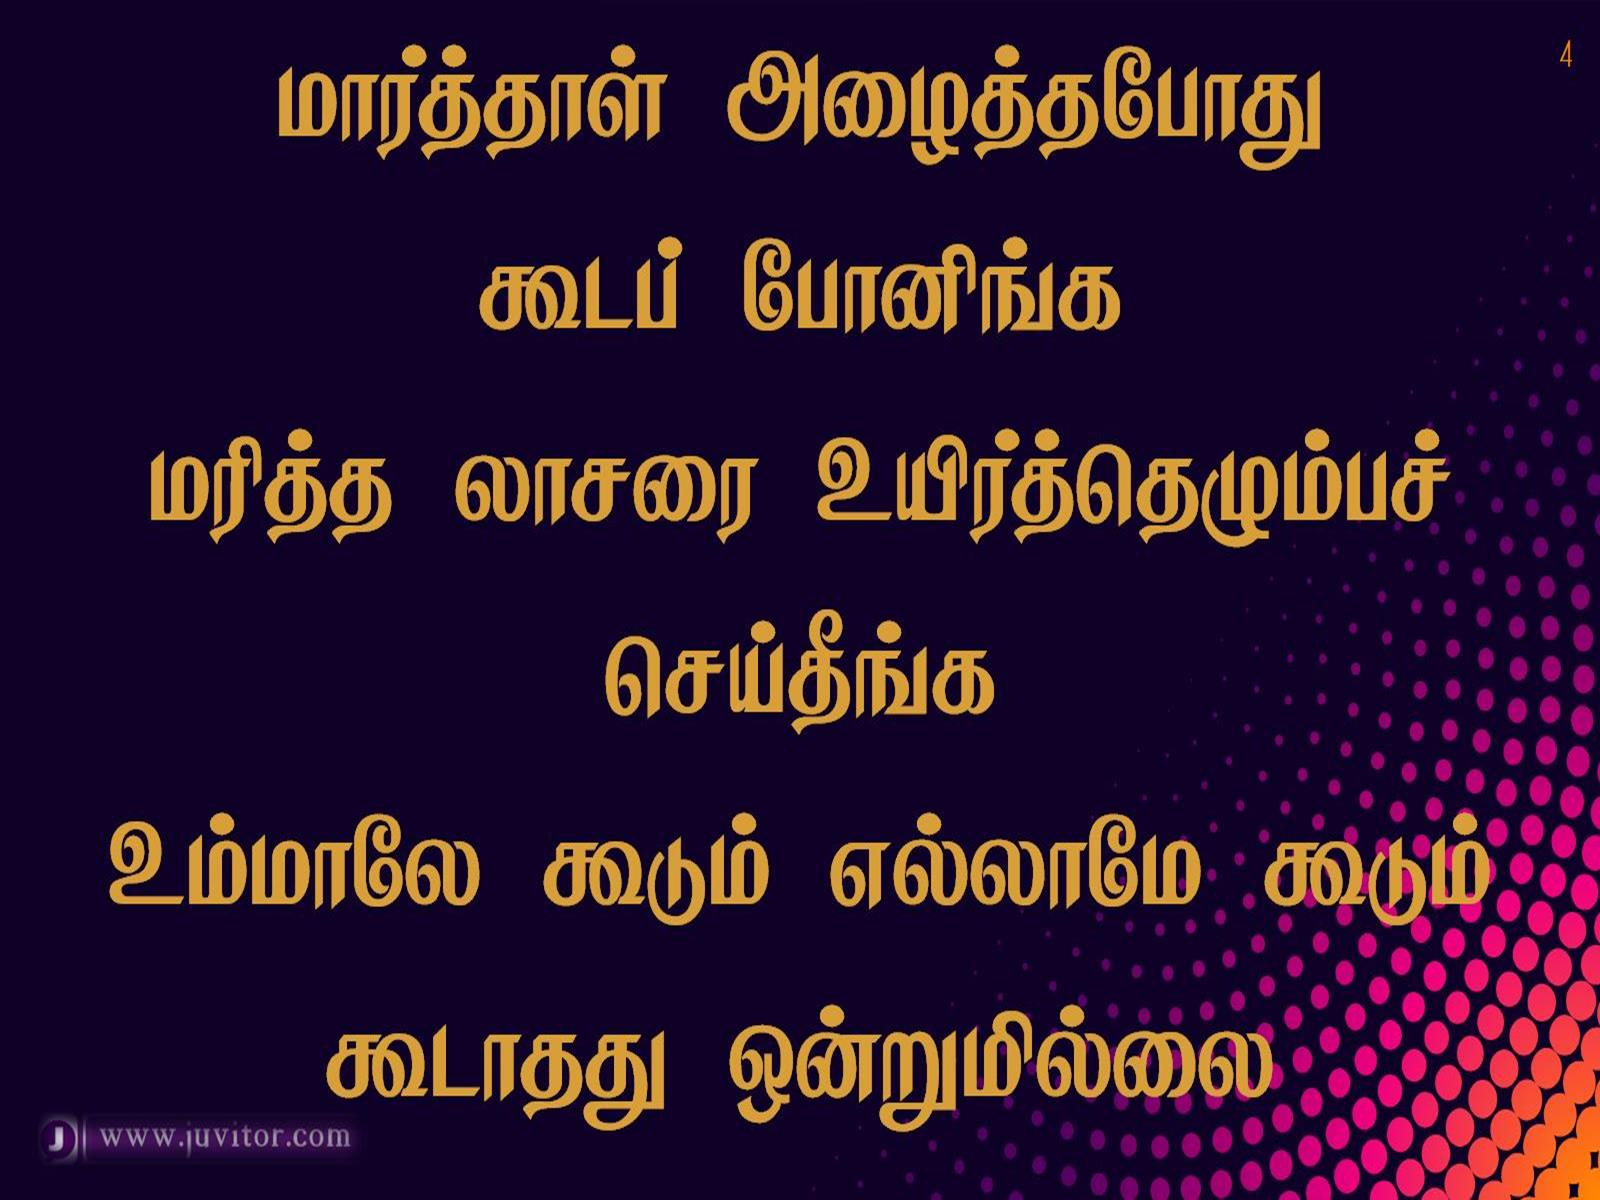 4
மார்த்தாள் அழைத்தபோது
கூடப் போனிங்க
மரித்த லாசரை உயிர்த்தெழும்பச்
செய்தீங்க
உம்மாலே கூடும் எல்லாமே கூடும்
கூடாதது ஒன்றுமில்லை
J www.juvitor.com